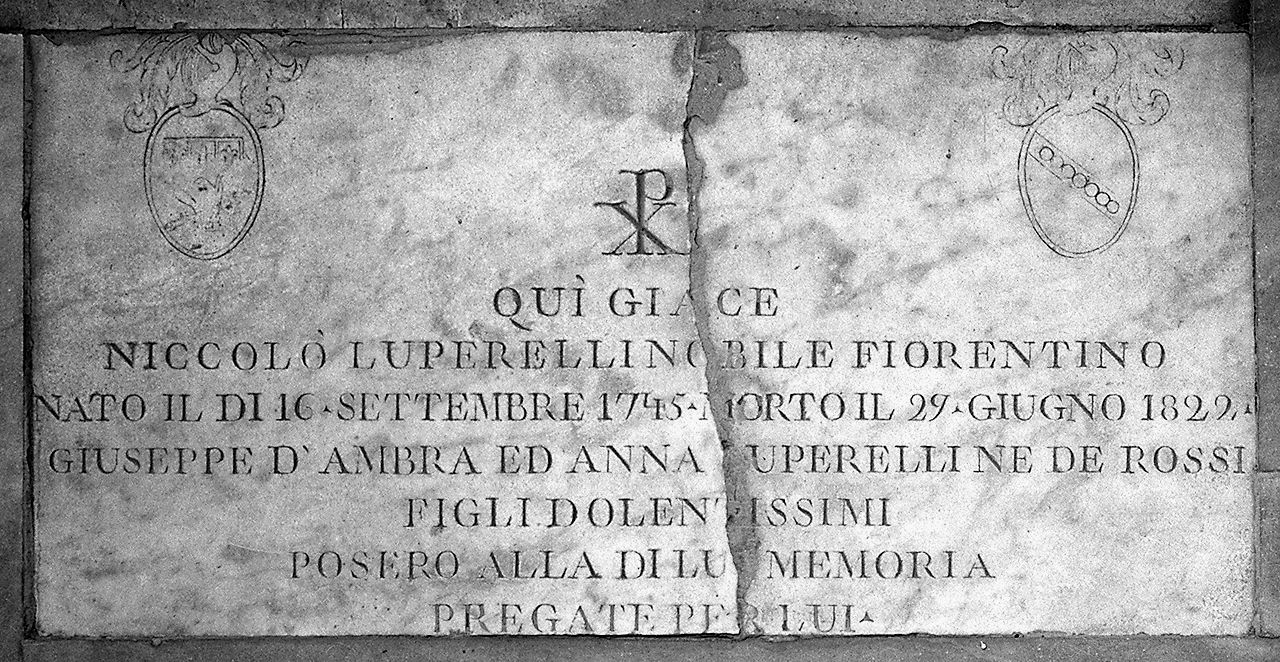 QUÌ GIACE
NICCOLÒ LUPERELLI NOBILE FIORENTINO
NATO IL DI 16 SETTEMBRE 1745 MORTO IL 29 GIUGNO 1822
GIUSEPPE D'AMBRA ED ANNA LUPERELLI NE DE ROSSI
FIGLI DOLENTISSIMI
POSERO ALLA DI LUI MEMORIA
PREGATE PER LUI